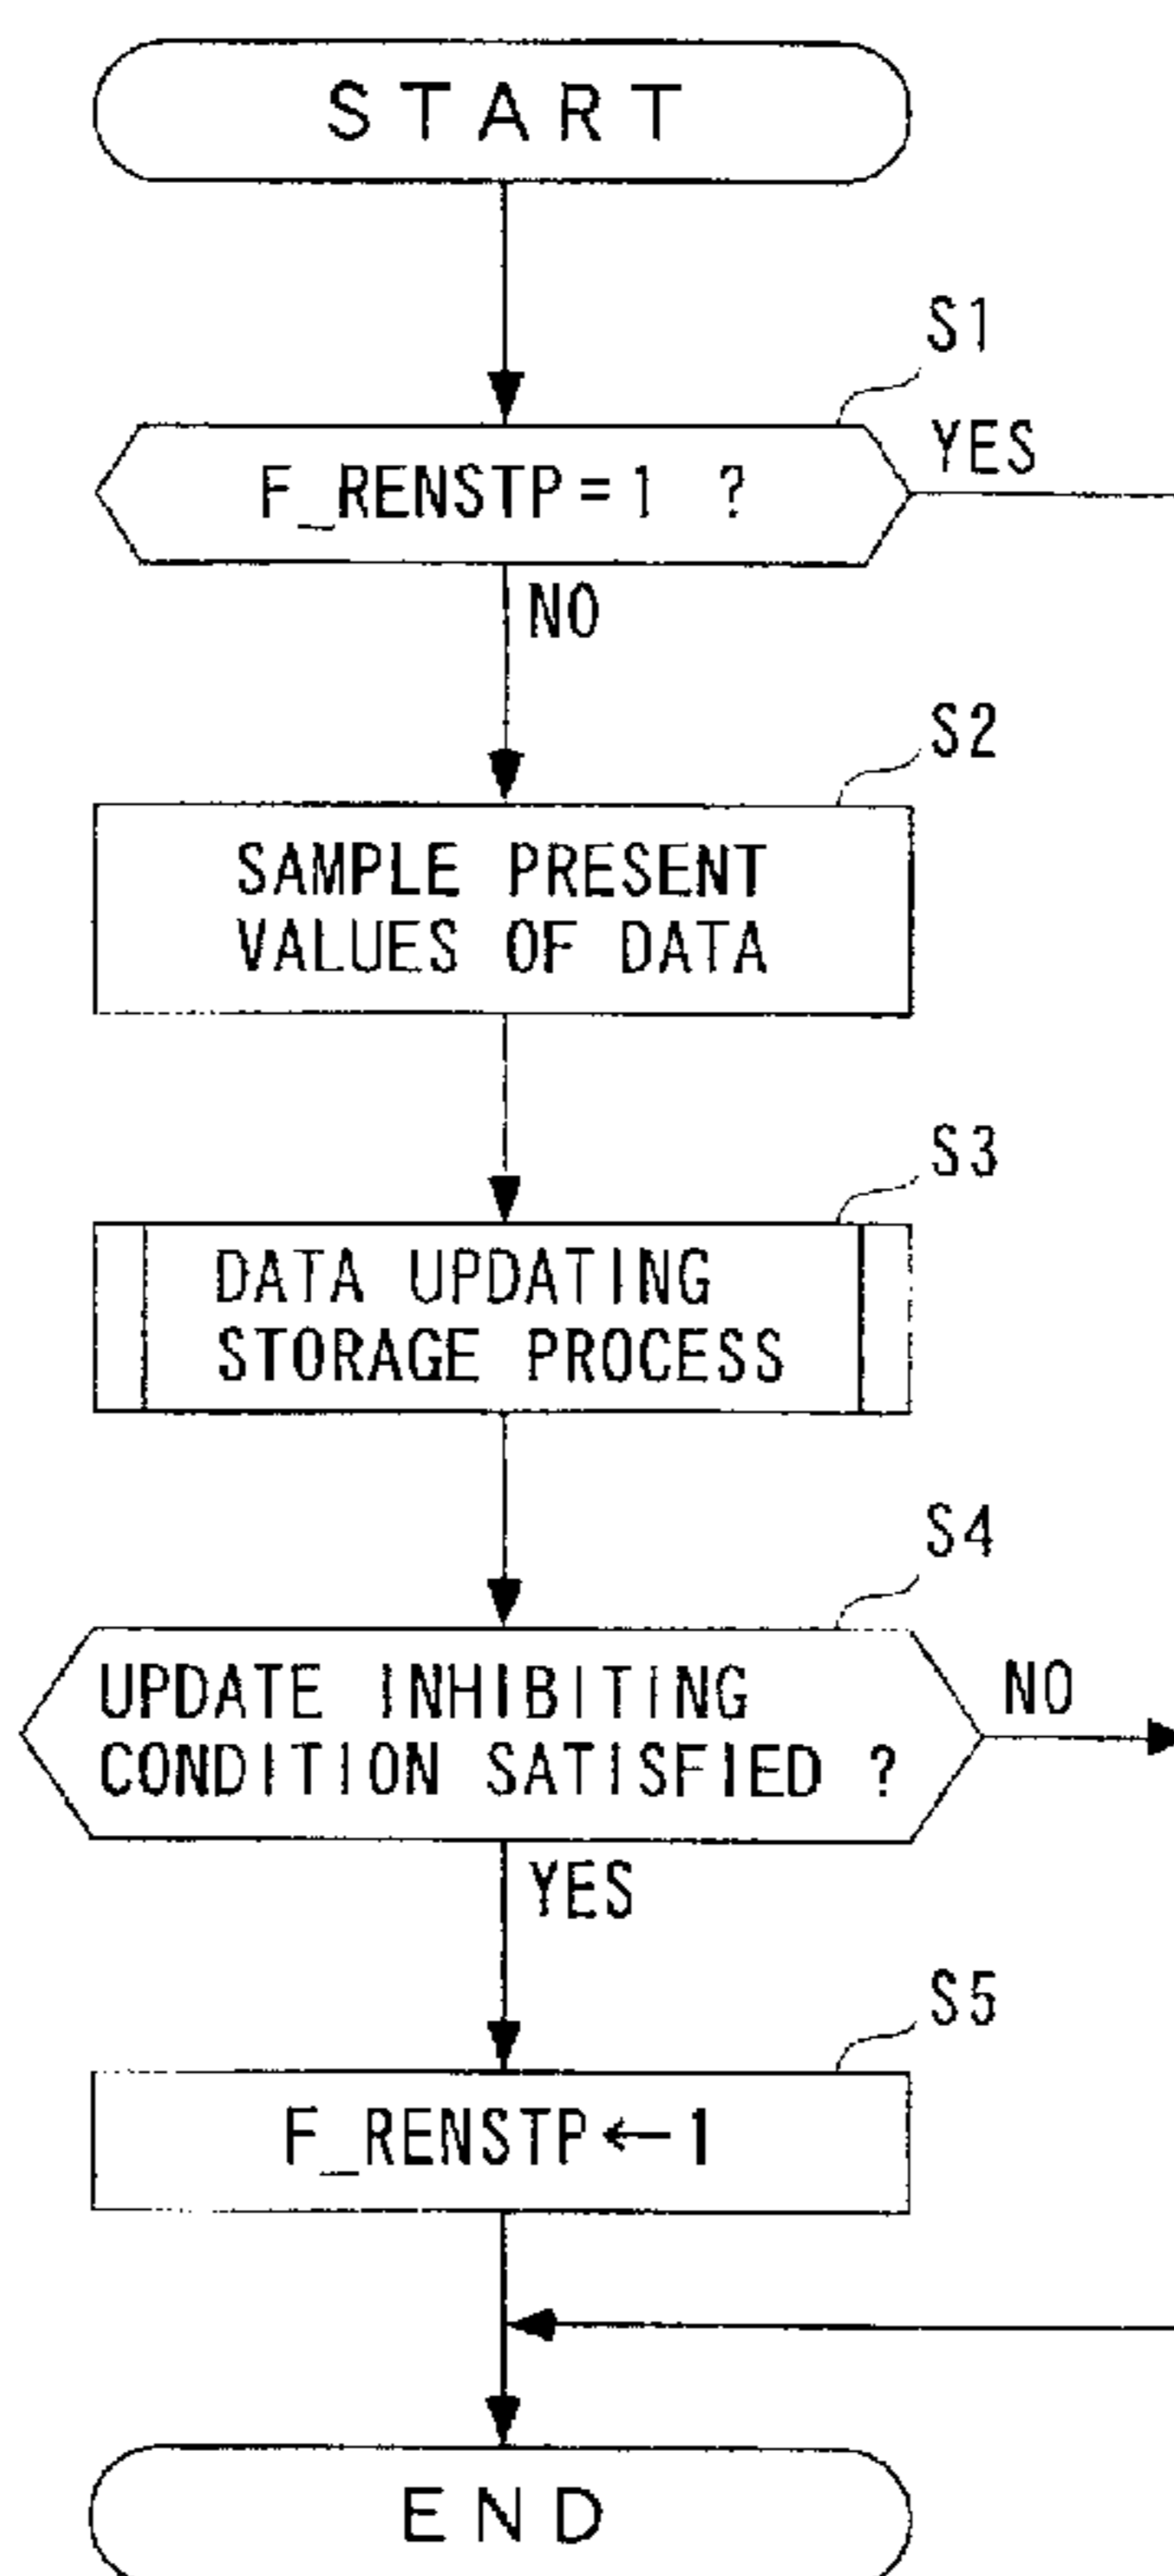 START
S1
F_RENSTP=1 ?
YES
NO
S2
SAMPLE PRESENT
VALUES OF DATA
S3
DATA UPDATING
STORAGE PROCESS
S4
UPDATE INHIBITING
CONDITION SATISFIED ?
NO
YES
S5
F_RENSTP←1
END